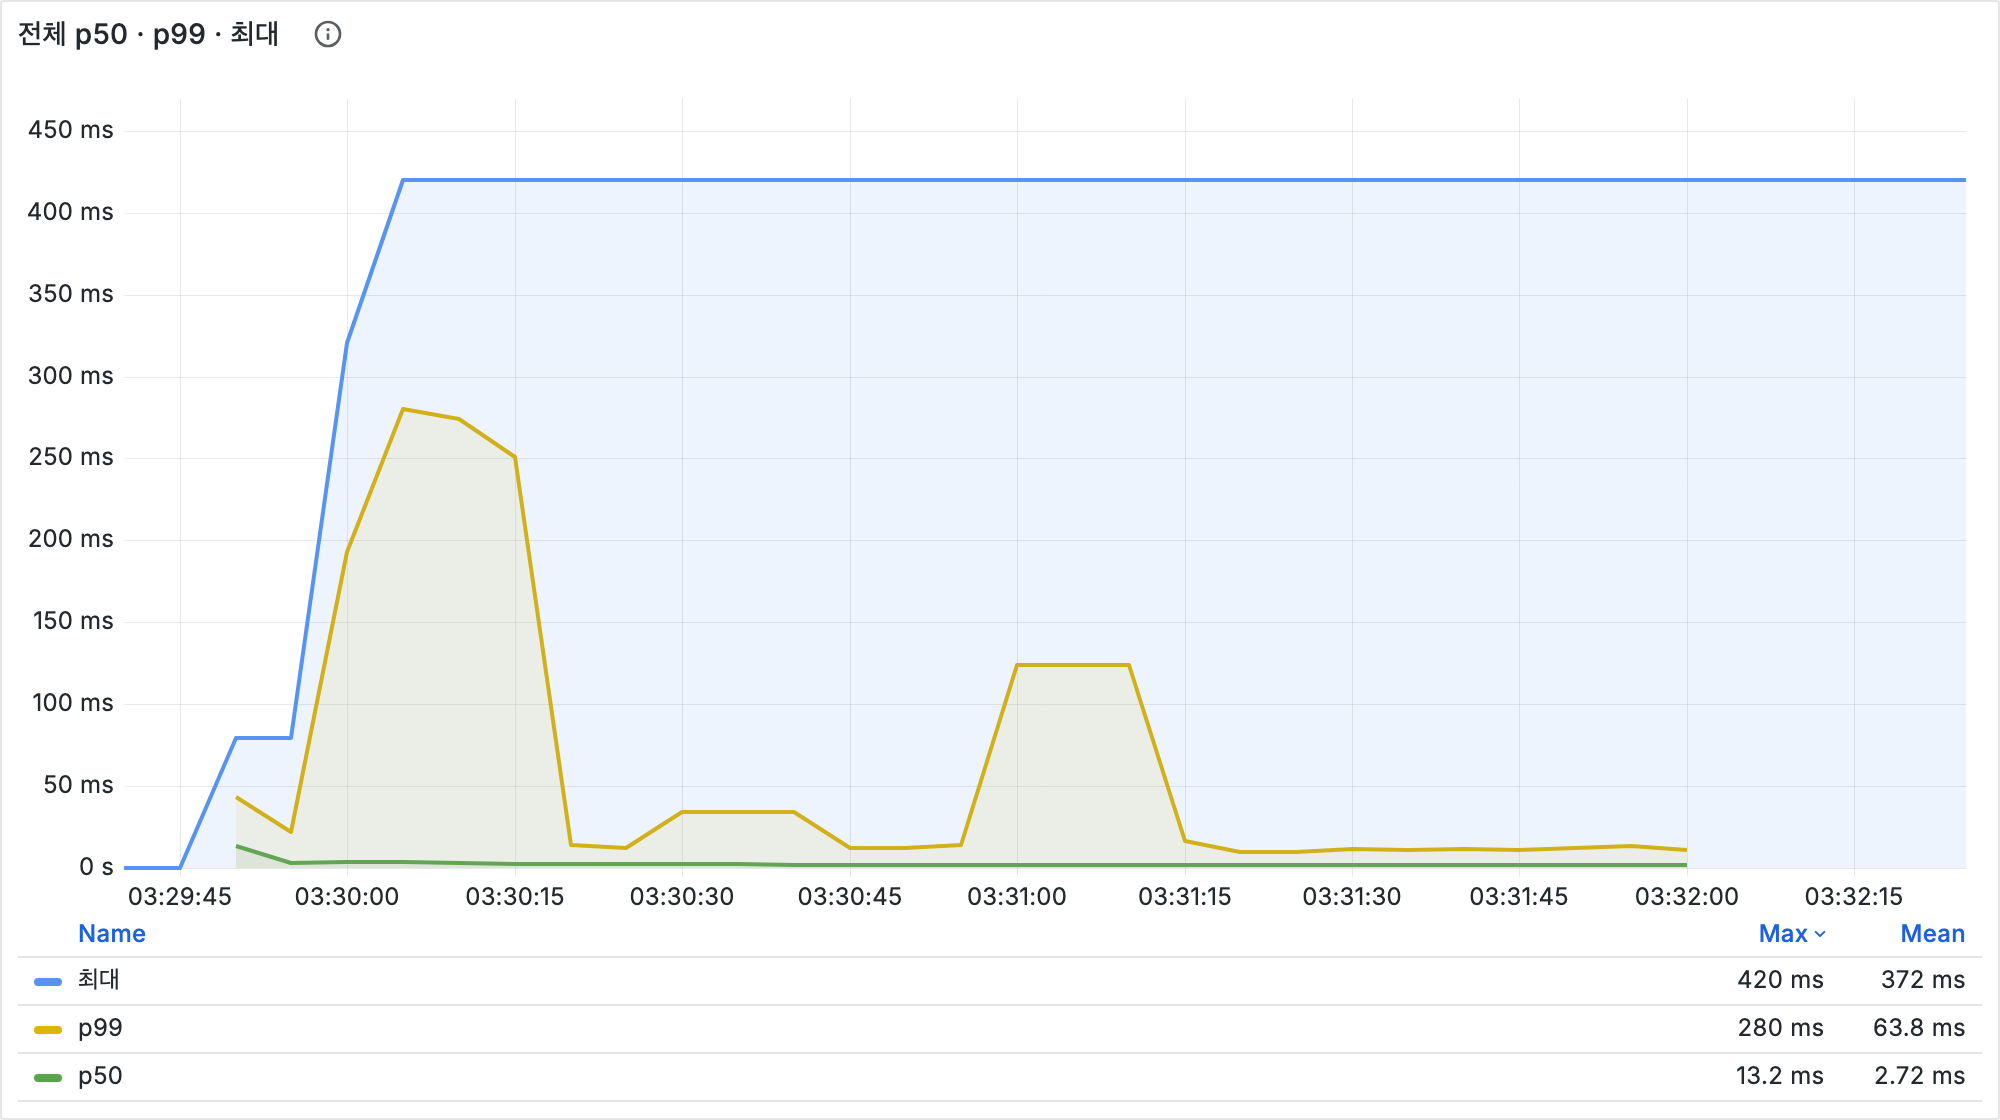 전체 p50 · p99 · 최대
450 ms
400 ms
350 ms
300 ms
250 ms
200 ms
150 ms
100 ms
50 ms
0 s
03:29:45 03:30:00 03:30:15 03:30:30 03:30:45 03:31:00 03:31:15 03:31:30 03:31:45 03:32:00 03:32:15
Name Max Mean
최대 420 ms 372 ms
p99 280 ms 63.8 ms
p50 13.2 ms 2.72 ms